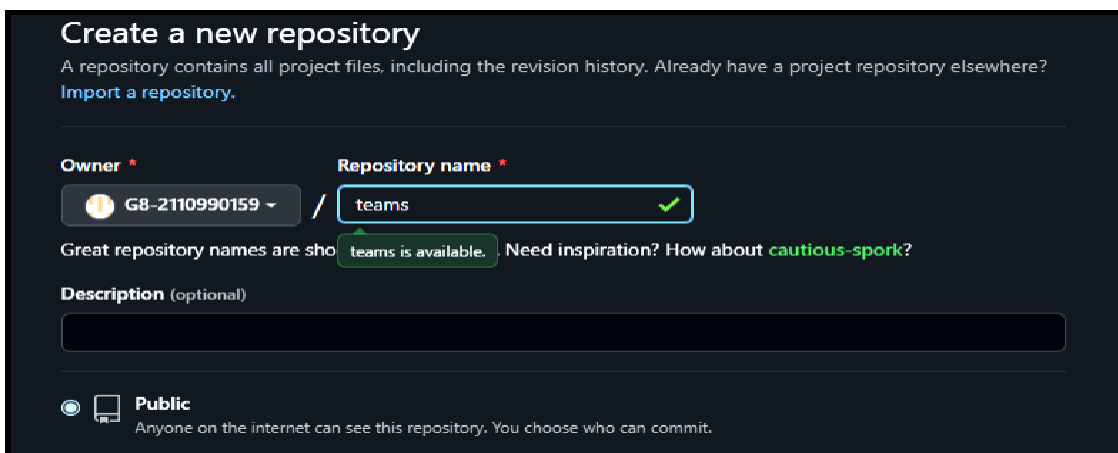 Create a new repository
A repository contains all project files, including the revision history. Already have a project repository elsewhere?
Import a repository.
Owner * Repository name *
G8-2110990159 / teams
Great repository names are sho teams is available. . Need inspiration? How about cautious-spork?
Description (optional)
Public
Anyone on the internet can see this repository. You choose who can commit.